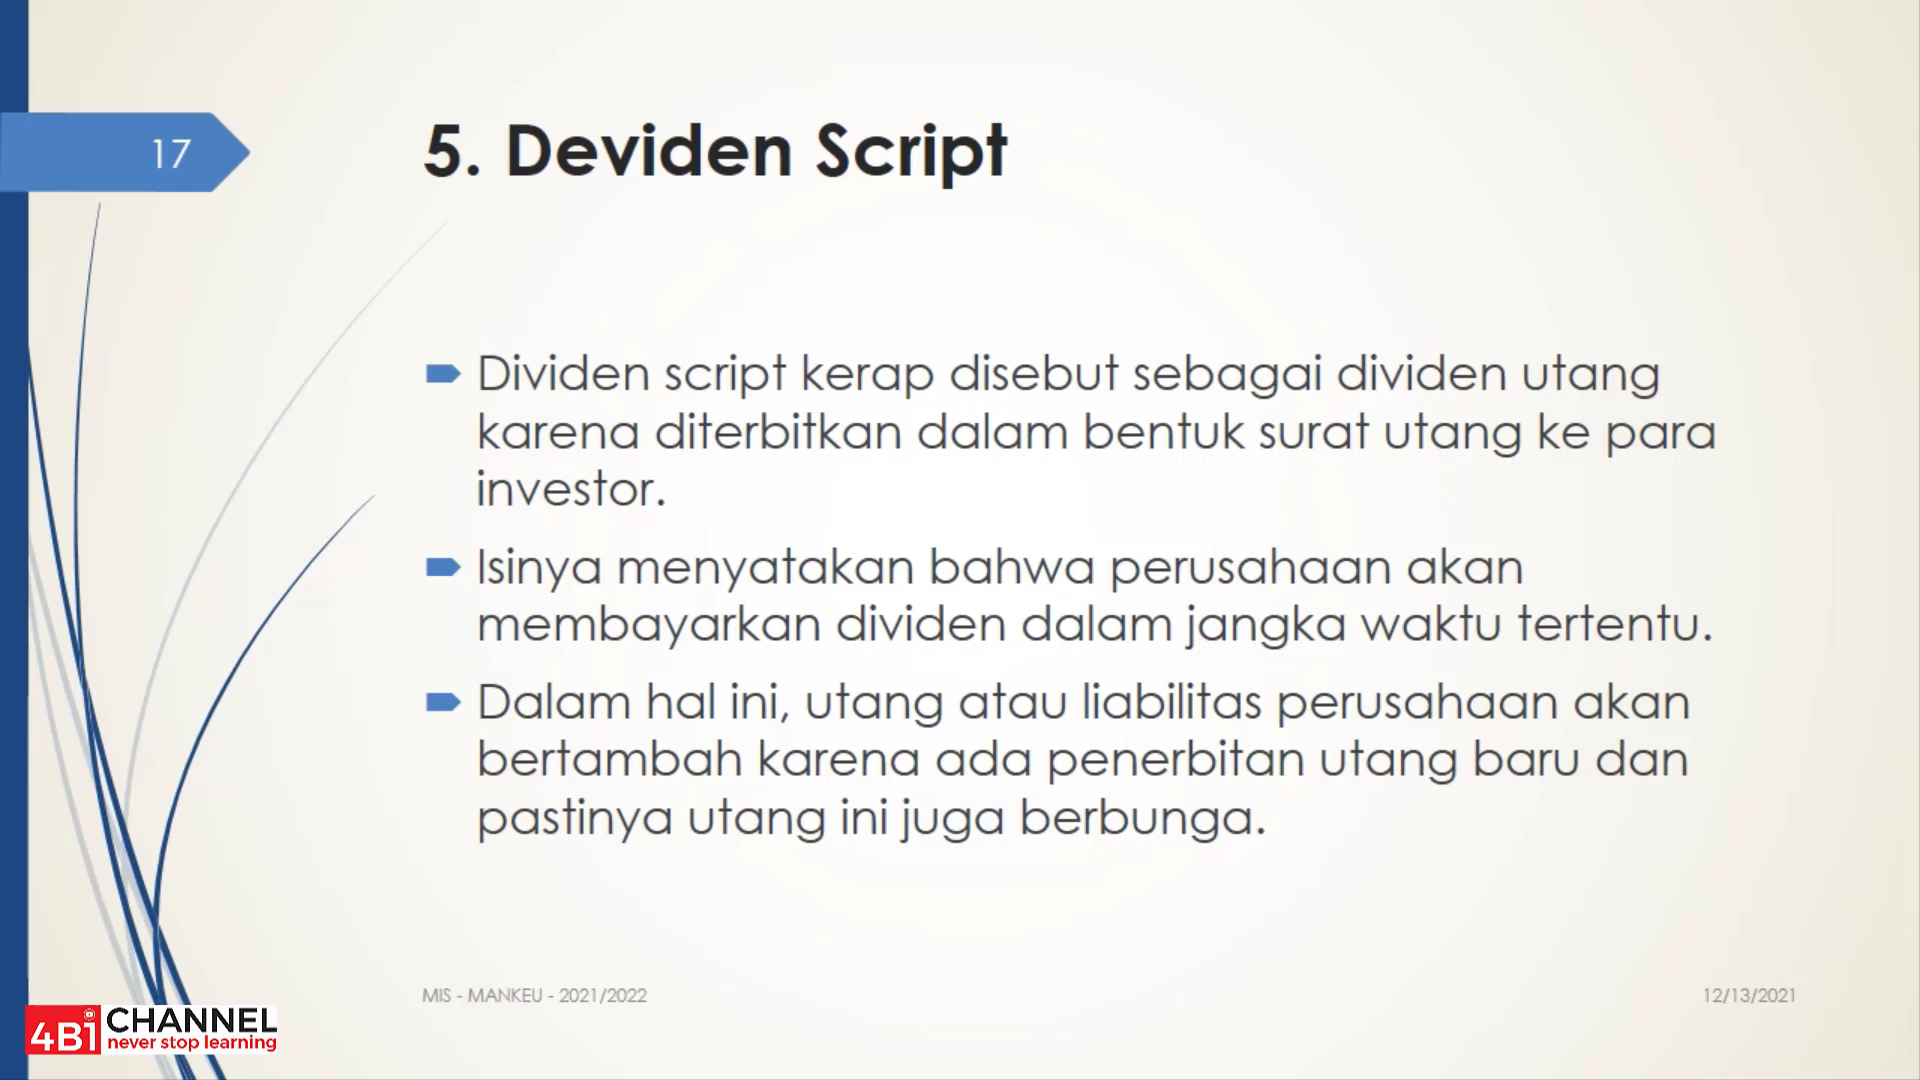 17
5. Deviden Script
Dividen script kerap disebut sebagai dividen utang
karena diterbitkan dalam bentuk surat utang ke para
investor.
Isinya menyatakan bahwa perusahaan akan
membayarkan dividen dalam jangka waktu tertentu.
Dalam hal ini, utang atau liabilitas perusahaan akan
bertambah karena ada penerbitan utang baru dan
pastinya utang ini juga berbunga.
MIS - MANKEU - 2021/2022
12/13/2021
4Bi CHANNEL
never stop learning